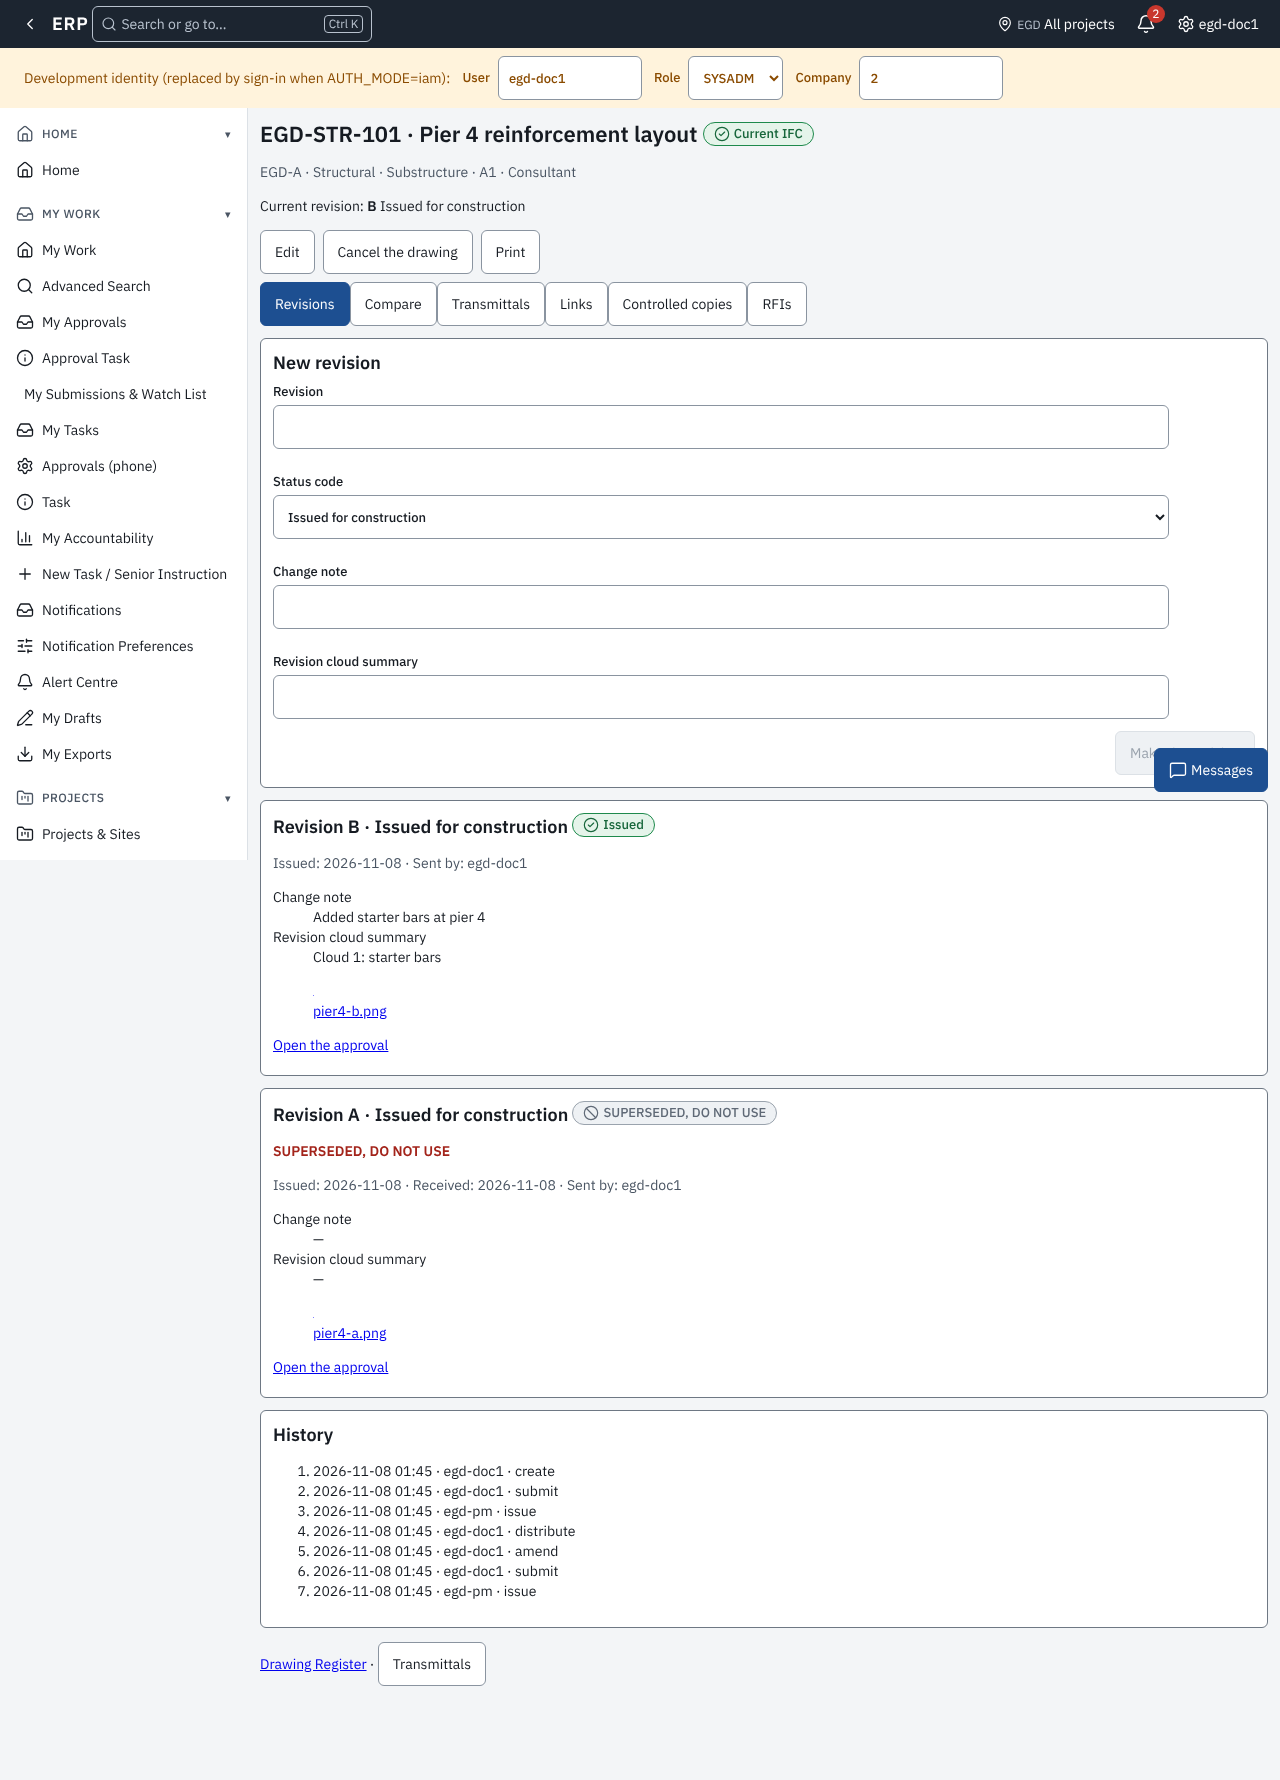 ERP
Search or go to...
Ctrl K
EGD All projects
2
egd-doc1
Development identity (replaced by sign-in when AUTH_MODE=iam):
User
egd-doc1
Role
SYSADM
Company
2
HOME
Home
MY WORK
My Work
Advanced Search
My Approvals
Approval Task
My Submissions & Watch List
My Tasks
Approvals (phone)
Task
My Accountability
New Task / Senior Instruction
Notifications
Notification Preferences
Alert Centre
My Drafts
My Exports
PROJECTS
Projects & Sites
EGD-STR-101 · Pier 4 reinforcement layout
Current IFC
EGD-A · Structural · Substructure · A1 · Consultant
Current revision: B Issued for construction
Edit
Cancel the drawing
Print
Revisions
Compare
Transmittals
Links
Controlled copies
RFIs
New revision
Revision
Status code
Issued for construction
Change note
Revision cloud summary
Messages
Revision B · Issued for construction
Issued
Issued: 2026-11-08 · Sent by: egd-doc1
Change note
Added starter bars at pier 4
Revision cloud summary
Cloud 1: starter bars
pier4-b.png
Open the approval
Revision A · Issued for construction
SUPERSEDED, DO NOT USE
SUPERSEDED, DO NOT USE
Issued: 2026-11-08 · Received: 2026-11-08 · Sent by: egd-doc1
Change note
—
Revision cloud summary
—
pier4-a.png
Open the approval
History
1. 2026-11-08 01:45 · egd-doc1 · create
2. 2026-11-08 01:45 · egd-doc1 · submit
3. 2026-11-08 01:45 · egd-pm · issue
4. 2026-11-08 01:45 · egd-doc1 · distribute
5. 2026-11-08 01:45 · egd-doc1 · amend
6. 2026-11-08 01:45 · egd-doc1 · submit
7. 2026-11-08 01:45 · egd-pm · issue
Drawing Register ·
Transmittals